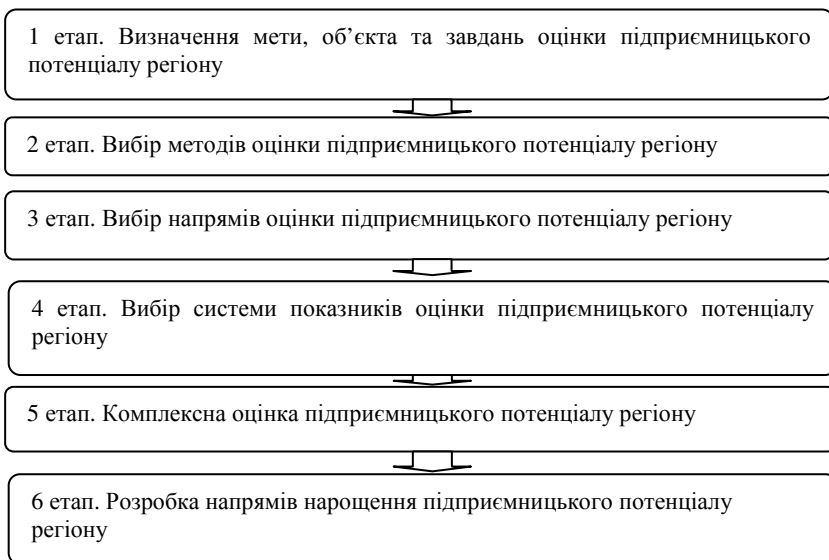 1 етап. Визначення мети, об’єкта та завдань оцінки підприємницького
потенціалу регіону
2 етап. Вибір методів оцінки підприємницького потенціалу регіону
3 етап. Вибір напрямів оцінки підприємницького потенціалу регіону
4 етап. Вибір системи показників оцінки підприємницького потенціалу
регіону
5 етап. Комплексна оцінка підприємницького потенціалу регіону
6 етап. Розробка напрямів нарощення підприємницького потенціалу
регіону